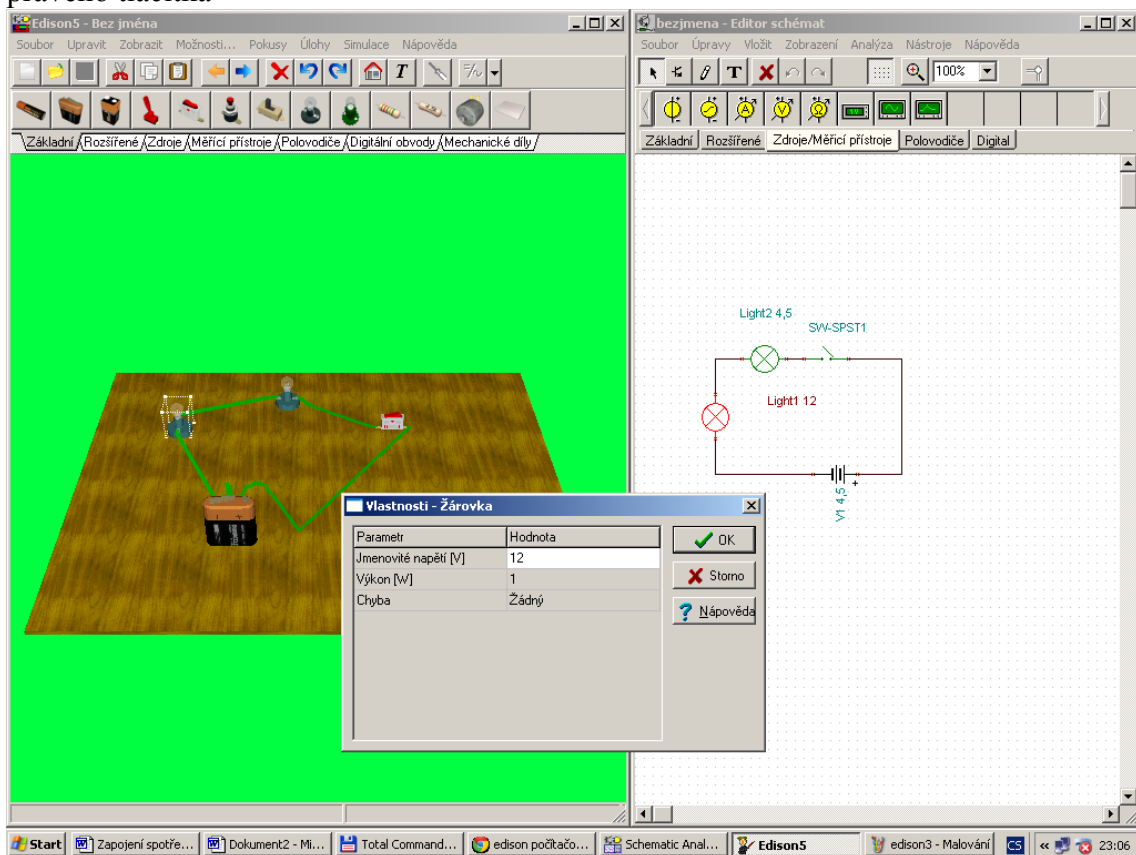 pravého tlačítka
Edison5 - Bez jména
Soubor Upravit Zobrazit Možnosti... Pokusy Úlohy Simulace Nápověda
T
Základní Rozšířené Zdroje Měřící přístroje Polovodiče Digitální obvody Mechanické díly
bezjmena - Editor schémat
Soubor Úpravy Vložit Zobrazení Analýza Nástroje Nápověda
T 100%
Základní Rozšířené Zdroje/Měřicí přístroje Polovodiče Digital
Light2 4,5
SW-SPST1
Light1 12
+
V1 4,5
Vlastnosti - Žárovka
Parametr Hodnota
Jmenovité napětí [V] 12
Výkon [W] 1
Chyba Žádný
OK
Storno
Nápověda
Start Zapojení spotře... Dokument2 - Mi... Total Command... edison počítačo... Schematic Anal... Edison5 edison3 - Malování CS « 23:06